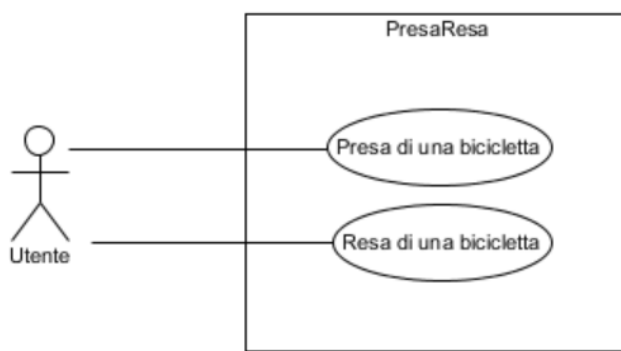 PresaResa
Presa di una bicicletta
Resa di una bicicletta
Utente